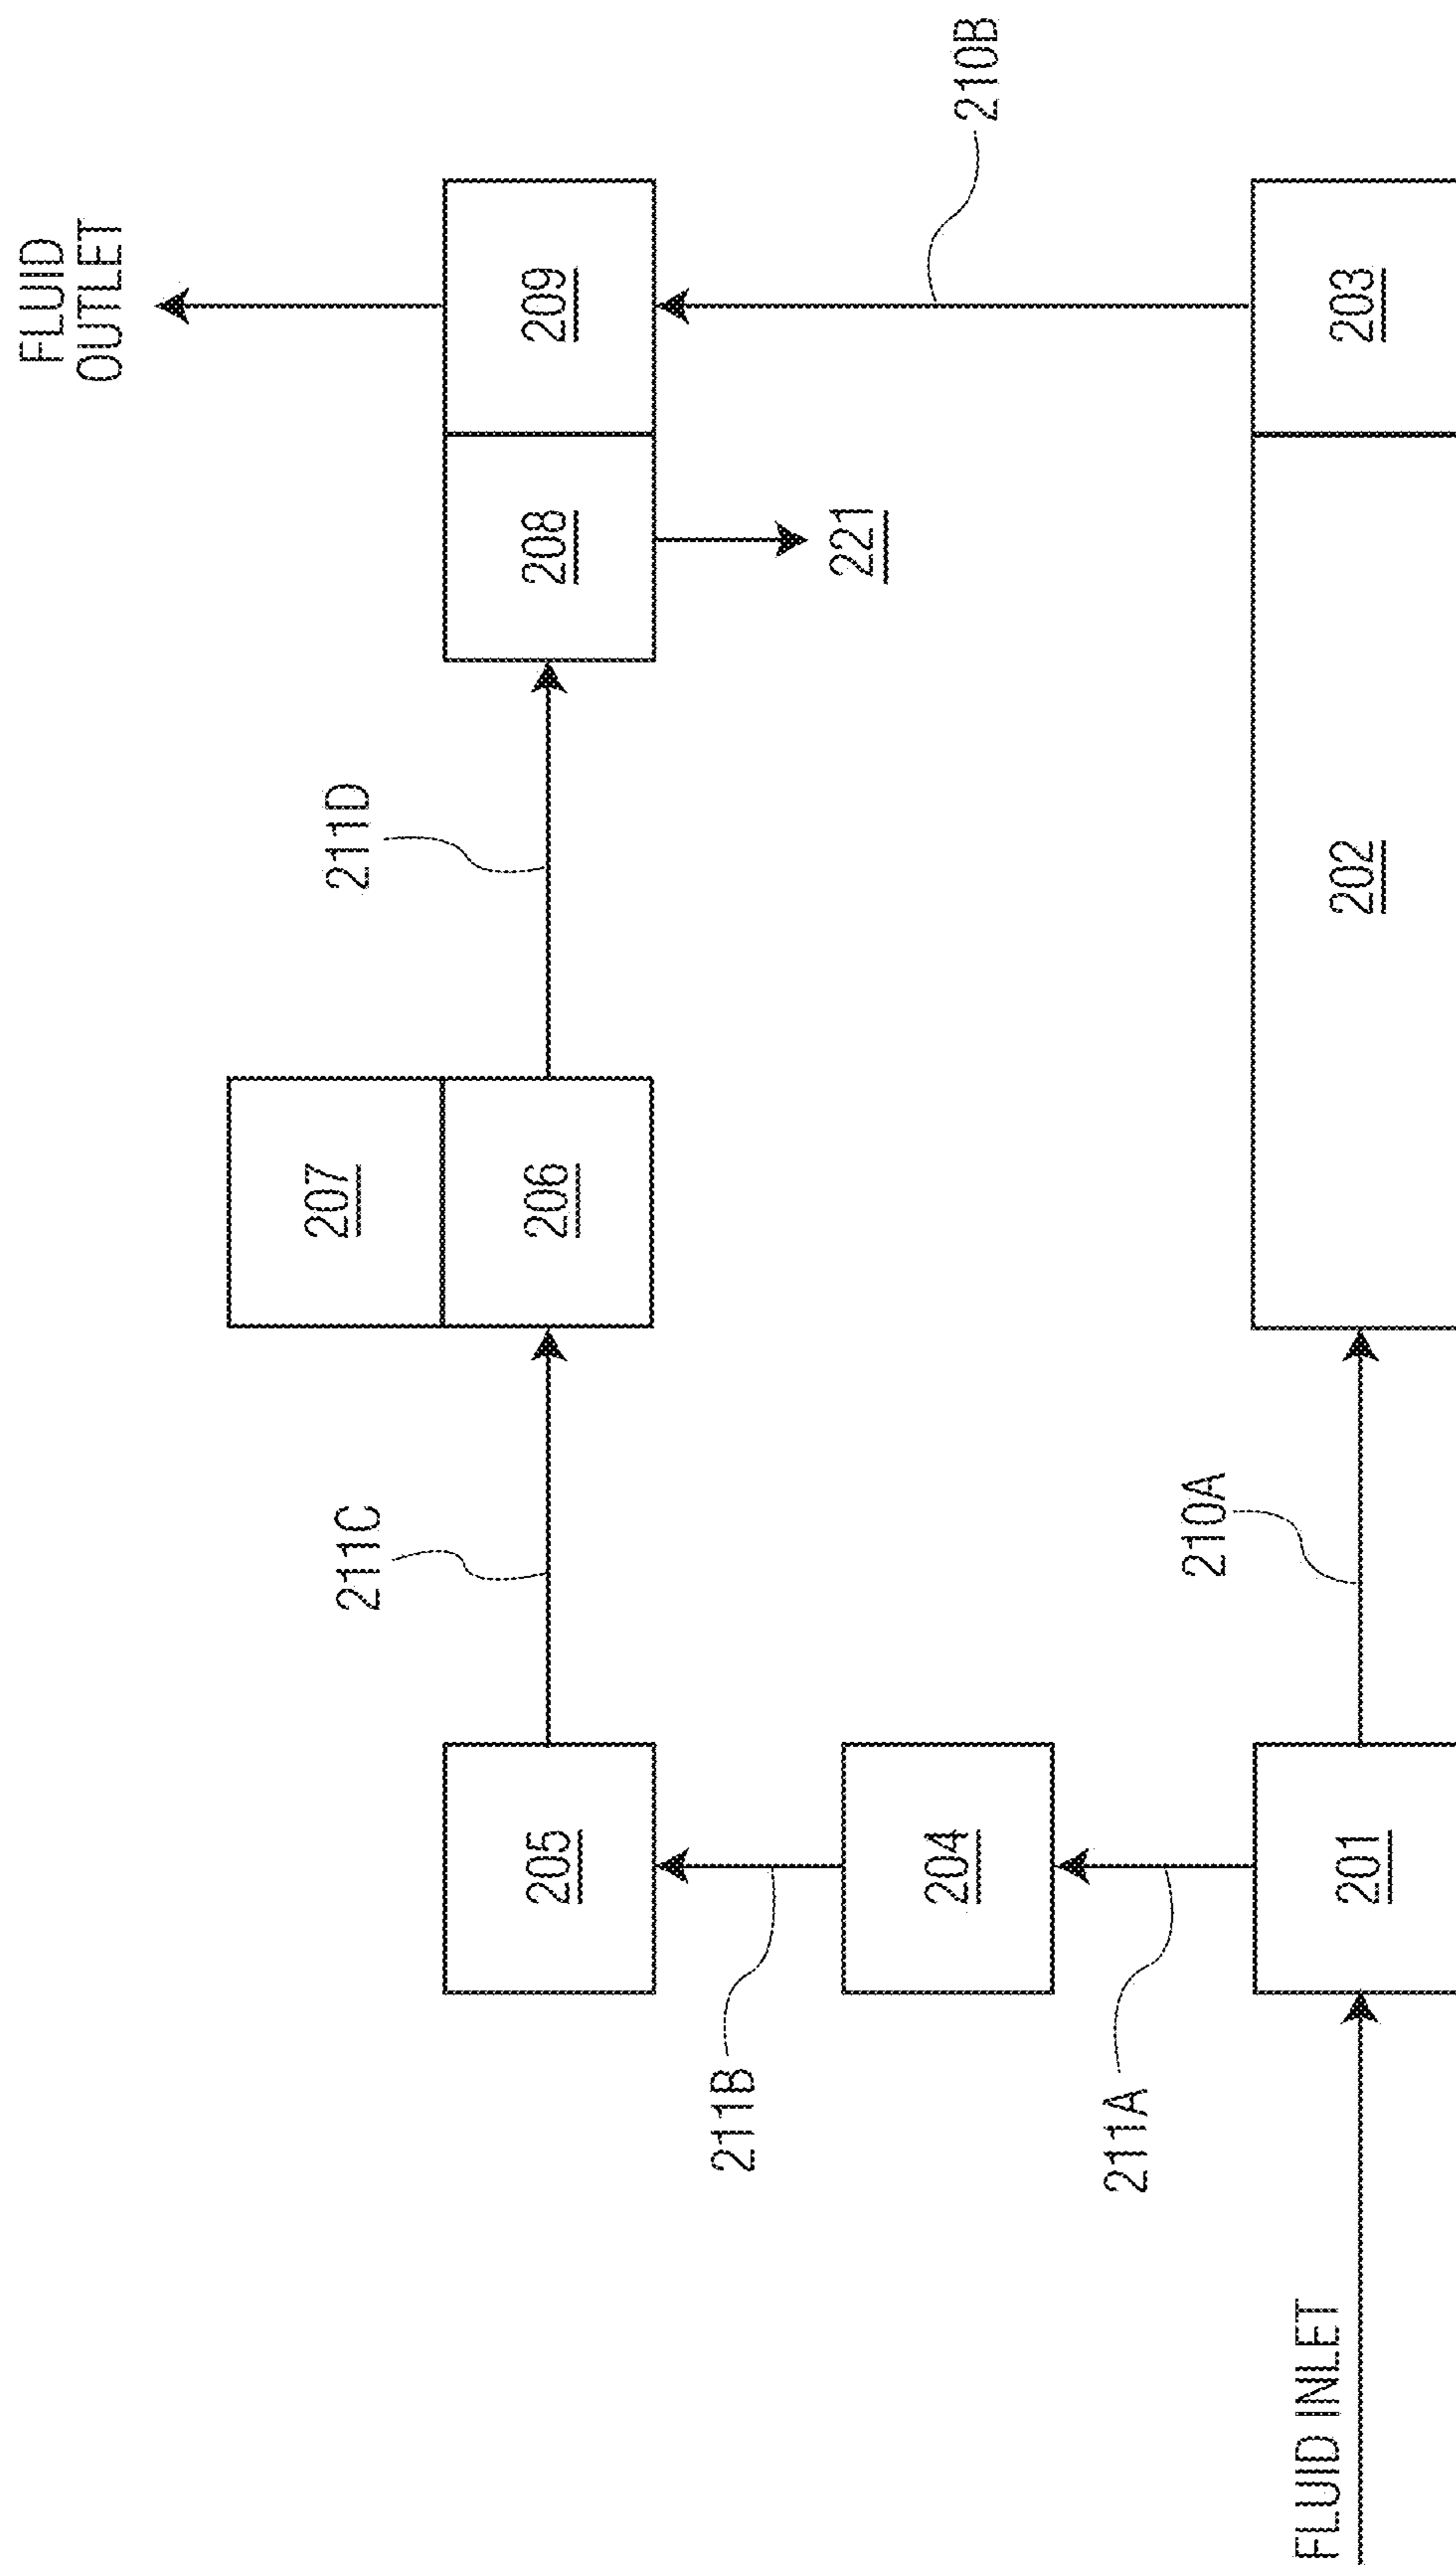 FLUID
OUTLET
211C
207
211D
205
206
208
209
211B
221
204
210B
211A
210A
FLUID INLET
201
202
203